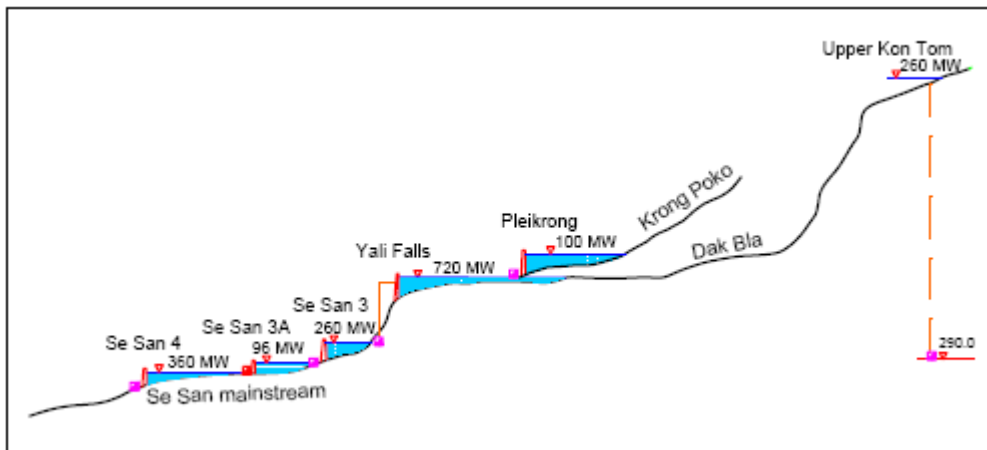 Upper Kon Tom
260 MW
Krong Poko
Pleikrong
100 MW
Dak Bla
Yali Falls
720 MW
Se San 3
260 MW
Se San 3A
96 MW
Se San 4
360 MW
Se San mainstream
290.0